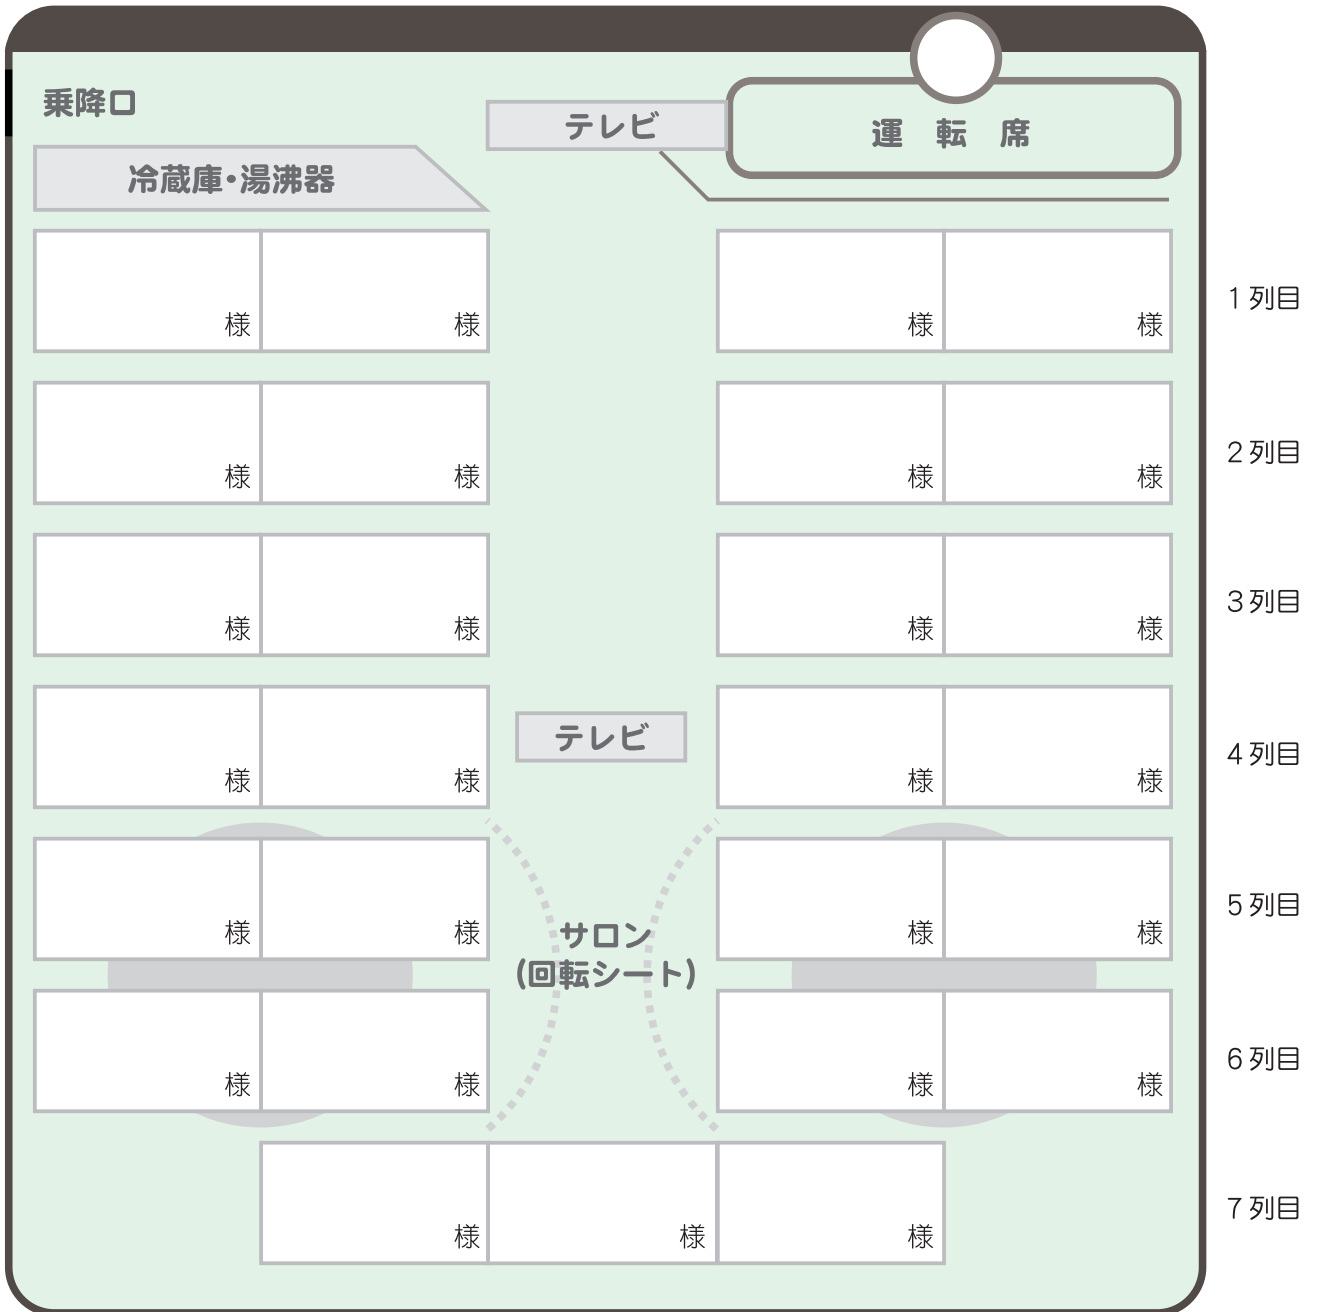 乗降口
テレビ
運 転 席
冷蔵庫・湯沸器
様 様 様 様 1列目
様 様 様 様 2列目
様 様 様 様 3列目
テレビ
様 様 様 様 4列目
サロン
(回転シート)
様 様 様 様 5列目
様 様 様 様 6列目
様 様 様 7列目